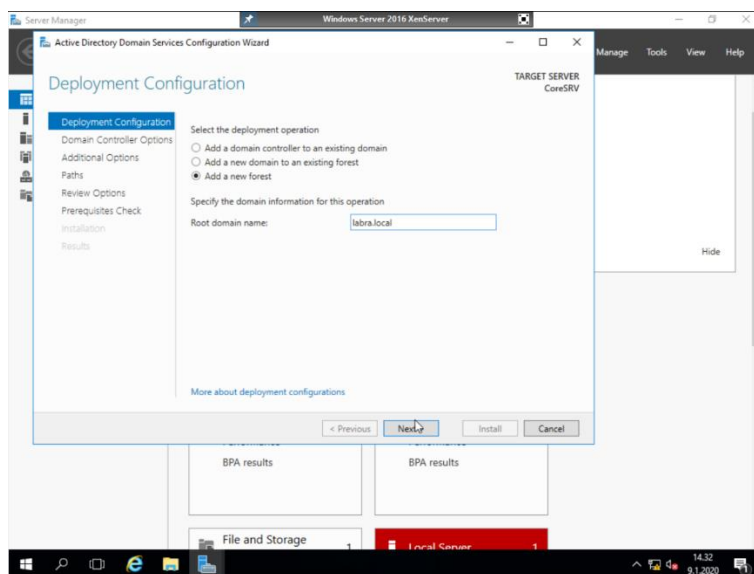 Server Manager
Windows Server 2016 XenServer
Active Directory Domain Services Configuration Wizard
Manage Tools View Help
Deployment Configuration
TARGET SERVER
CoreSRV
Deployment Configuration
Domain Controller Options
Additional Options
Paths
Review Options
Prerequisites Check
Installation
Results
Select the deployment operation
Add a domain controller to an existing domain
Add a new domain to an existing forest
Add a new forest
Specify the domain information for this operation
Root domain name: labra.local
More about deployment configurations
Hide
< Previous Next > Install Cancel
BPA results
BPA results
File and Storage 1
Local Server 1
14.32
9.1.2020